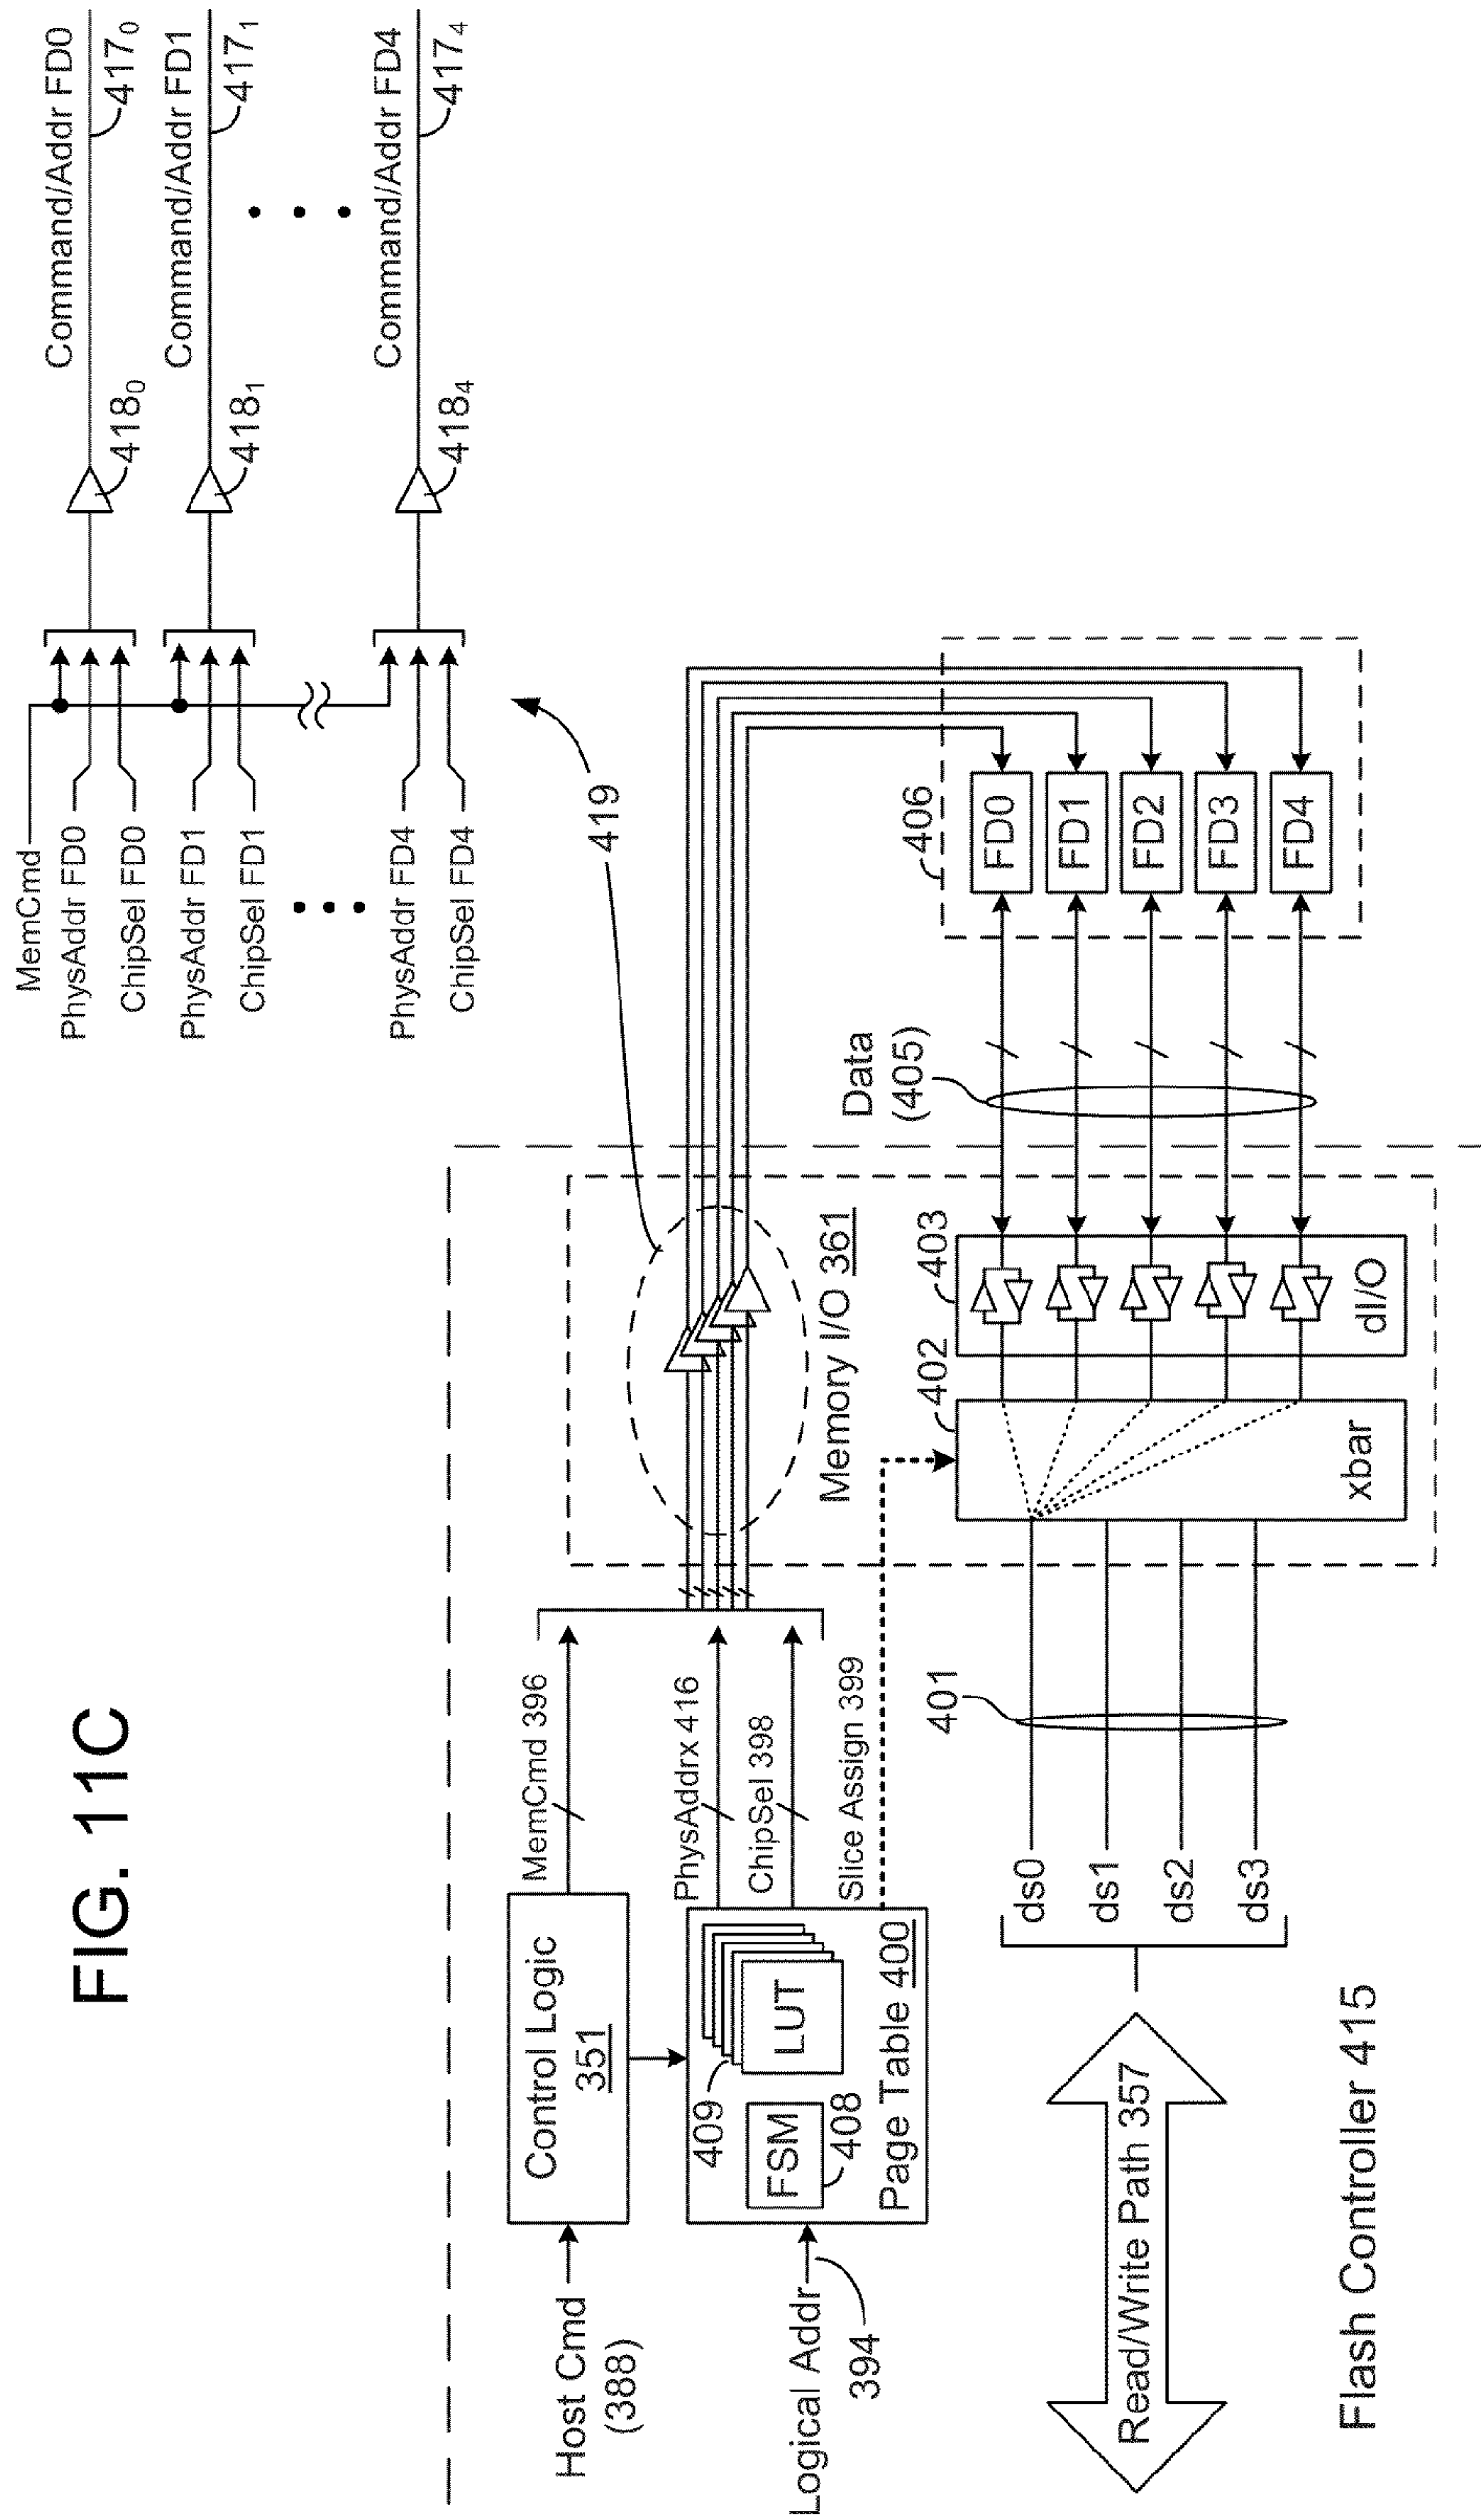 FIG. 11C
Host Cmd
(388)
Control Logic
351
MemCmd 396
Logical Addr
394
FSM
408
409
LUT
Page Table 400
PhysAddrx 416
ChipSel 398
Slice Assign 399
Memory I/O 361
419
MemCmd
PhysAddr FD0
ChipSel FD0
PhysAddr FD1
ChipSel FD1
PhysAddr FD4
ChipSel FD4
418₀
418₁
418₄
Command/Addr FD0
417₀
Command/Addr FD1
417₁
Command/Addr FD4
417₄
Read/Write Path 357
ds0
ds1
ds2
ds3
401
402
xbar
403
dI/O
Data
(405)
406
FD0
FD1
FD2
FD3
FD4
Flash Controller 415